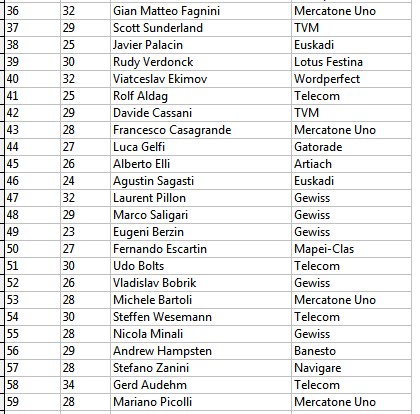 36 32 Gian Matteo Fagnini Mercatone Uno
37 29 Scott Sunderland TVM
38 25 Javier Palacin Euskadi
39 30 Rudy Verdonck Lotus Festina
40 32 Viatceslav Ekimov Wordperfect
41 25 Rolf Aldag Telecom
42 29 Davide Cassani TVM
43 28 Francesco Casagrande Mercatone Uno
44 27 Luca Gelfi Gatorade
45 26 Alberto Elli Artiach
46 24 Agustin Sagasti Euskadi
47 32 Laurent Pillon Gewiss
48 29 Marco Saligari Gewiss
49 23 Eugeni Berzin Gewiss
50 27 Fernando Escartin Mapei-Clas
51 30 Udo Bolts Telecom
52 26 Vladislav Bobrik Gewiss
53 28 Michele Bartoli Mercatone Uno
54 30 Steffen Wesemann Telecom
55 28 Nicola Minali Gewiss
56 29 Andrew Hampsten Banesto
57 28 Stefano Zanini Navigare
58 34 Gerd Audehm Telecom
59 28 Mariano Picolli Mercatone Uno